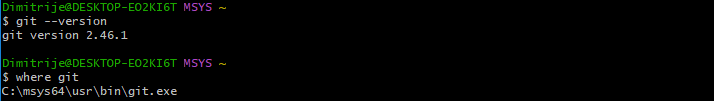 Dimitrije@DESKTOP-EO2KI6T MSYS ~
$ git --version
git version 2.46.1
Dimitrije@DESKTOP-EO2KI6T MSYS ~
$ where git
C:\msys64\usr\bin\git.exe